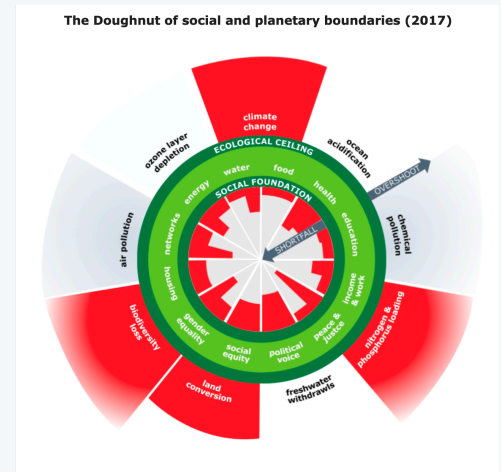 The Doughnut of social and planetary boundaries (2017)
climate
change
ECOLOGICAL CEILING
ozone layer
depletion
ocean
acidification
OVERSHOOT
water
food
energy
health
SOCIAL FOUNDATION
networks
education
SHORTFALL
air pollution
chemical
pollution
housing
income
& work
biodiversity
loss
nitrogen &
phosphorus loading
gender
equality
peace &
justce
social
equity
political
voice
land
conversion
freshwater
withdrawls